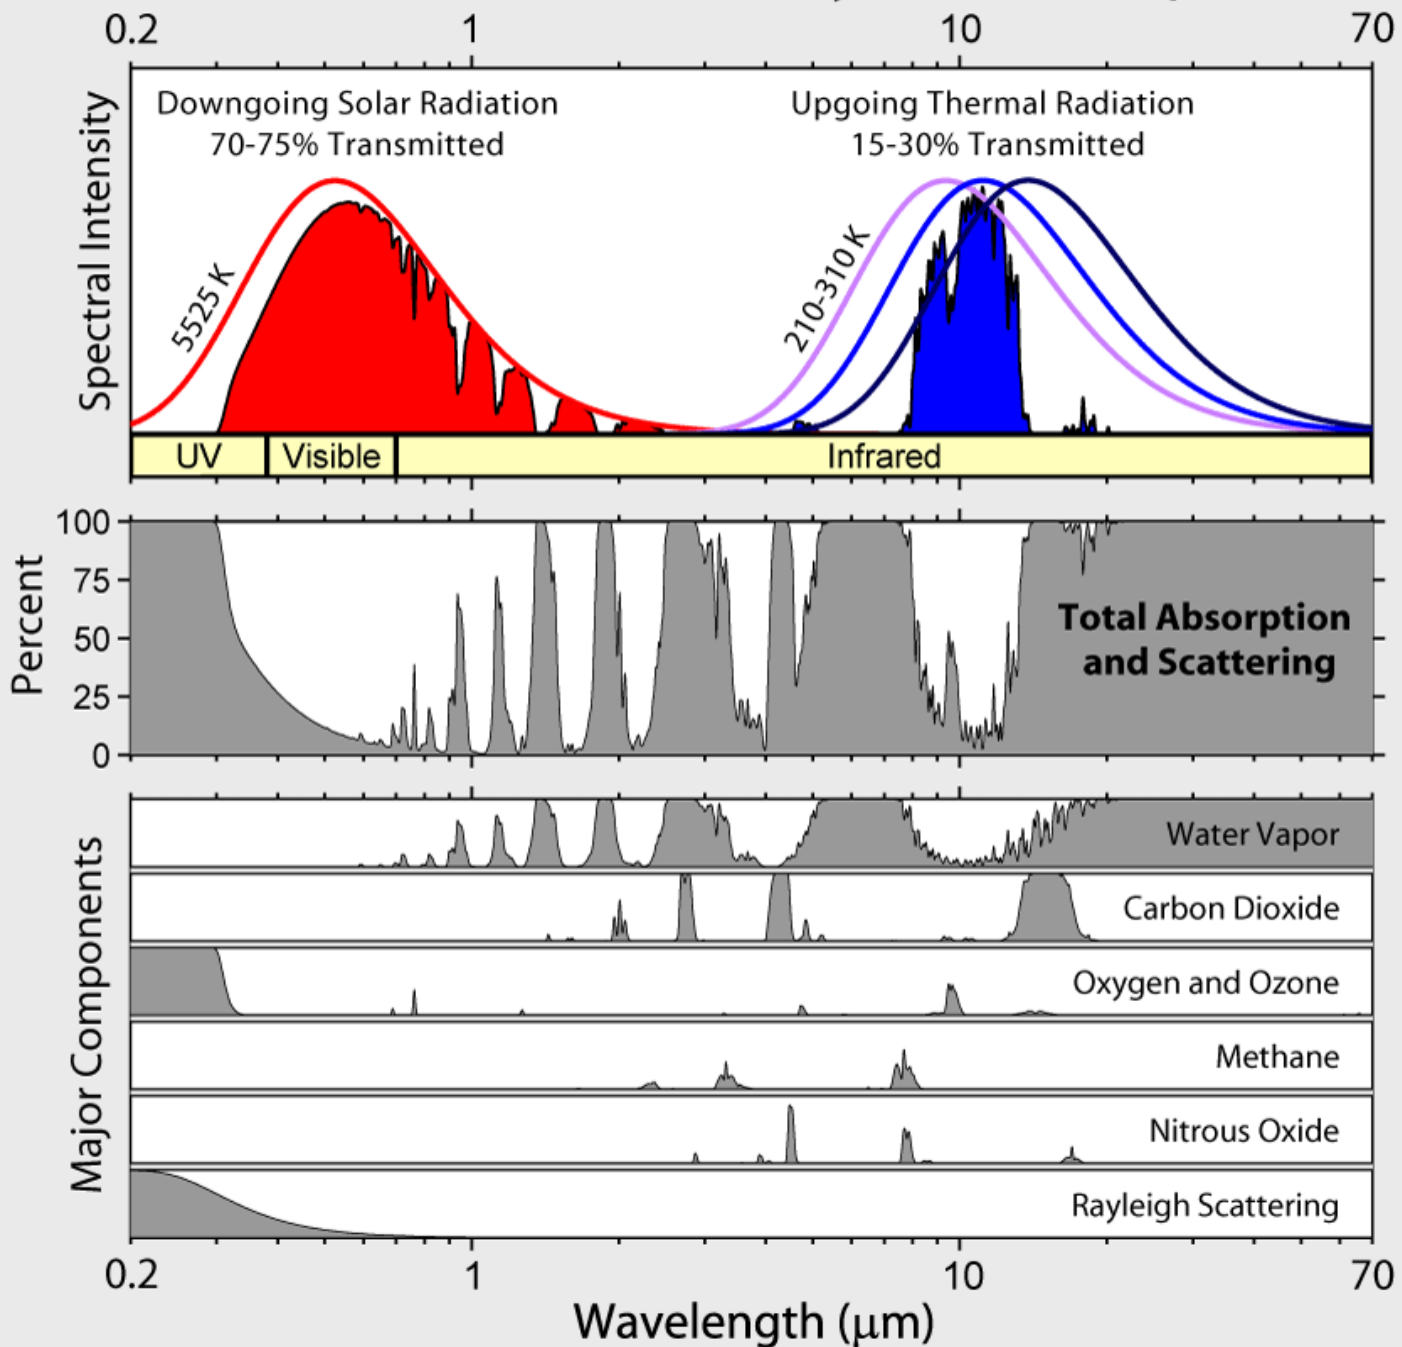 0.2 1 10 70
Downgoing Solar Radiation
70-75% Transmitted
Upgoing Thermal Radiation
15-30% Transmitted
Spectral Intensity
5525 K
210-310 K
UV Visible Infrared
Percent
100
75
50
25
0
Total Absorption
and Scattering
Major Components
Water Vapor
Carbon Dioxide
Oxygen and Ozone
Methane
Nitrous Oxide
Rayleigh Scattering
0.2 1 10 70
Wavelength (μm)